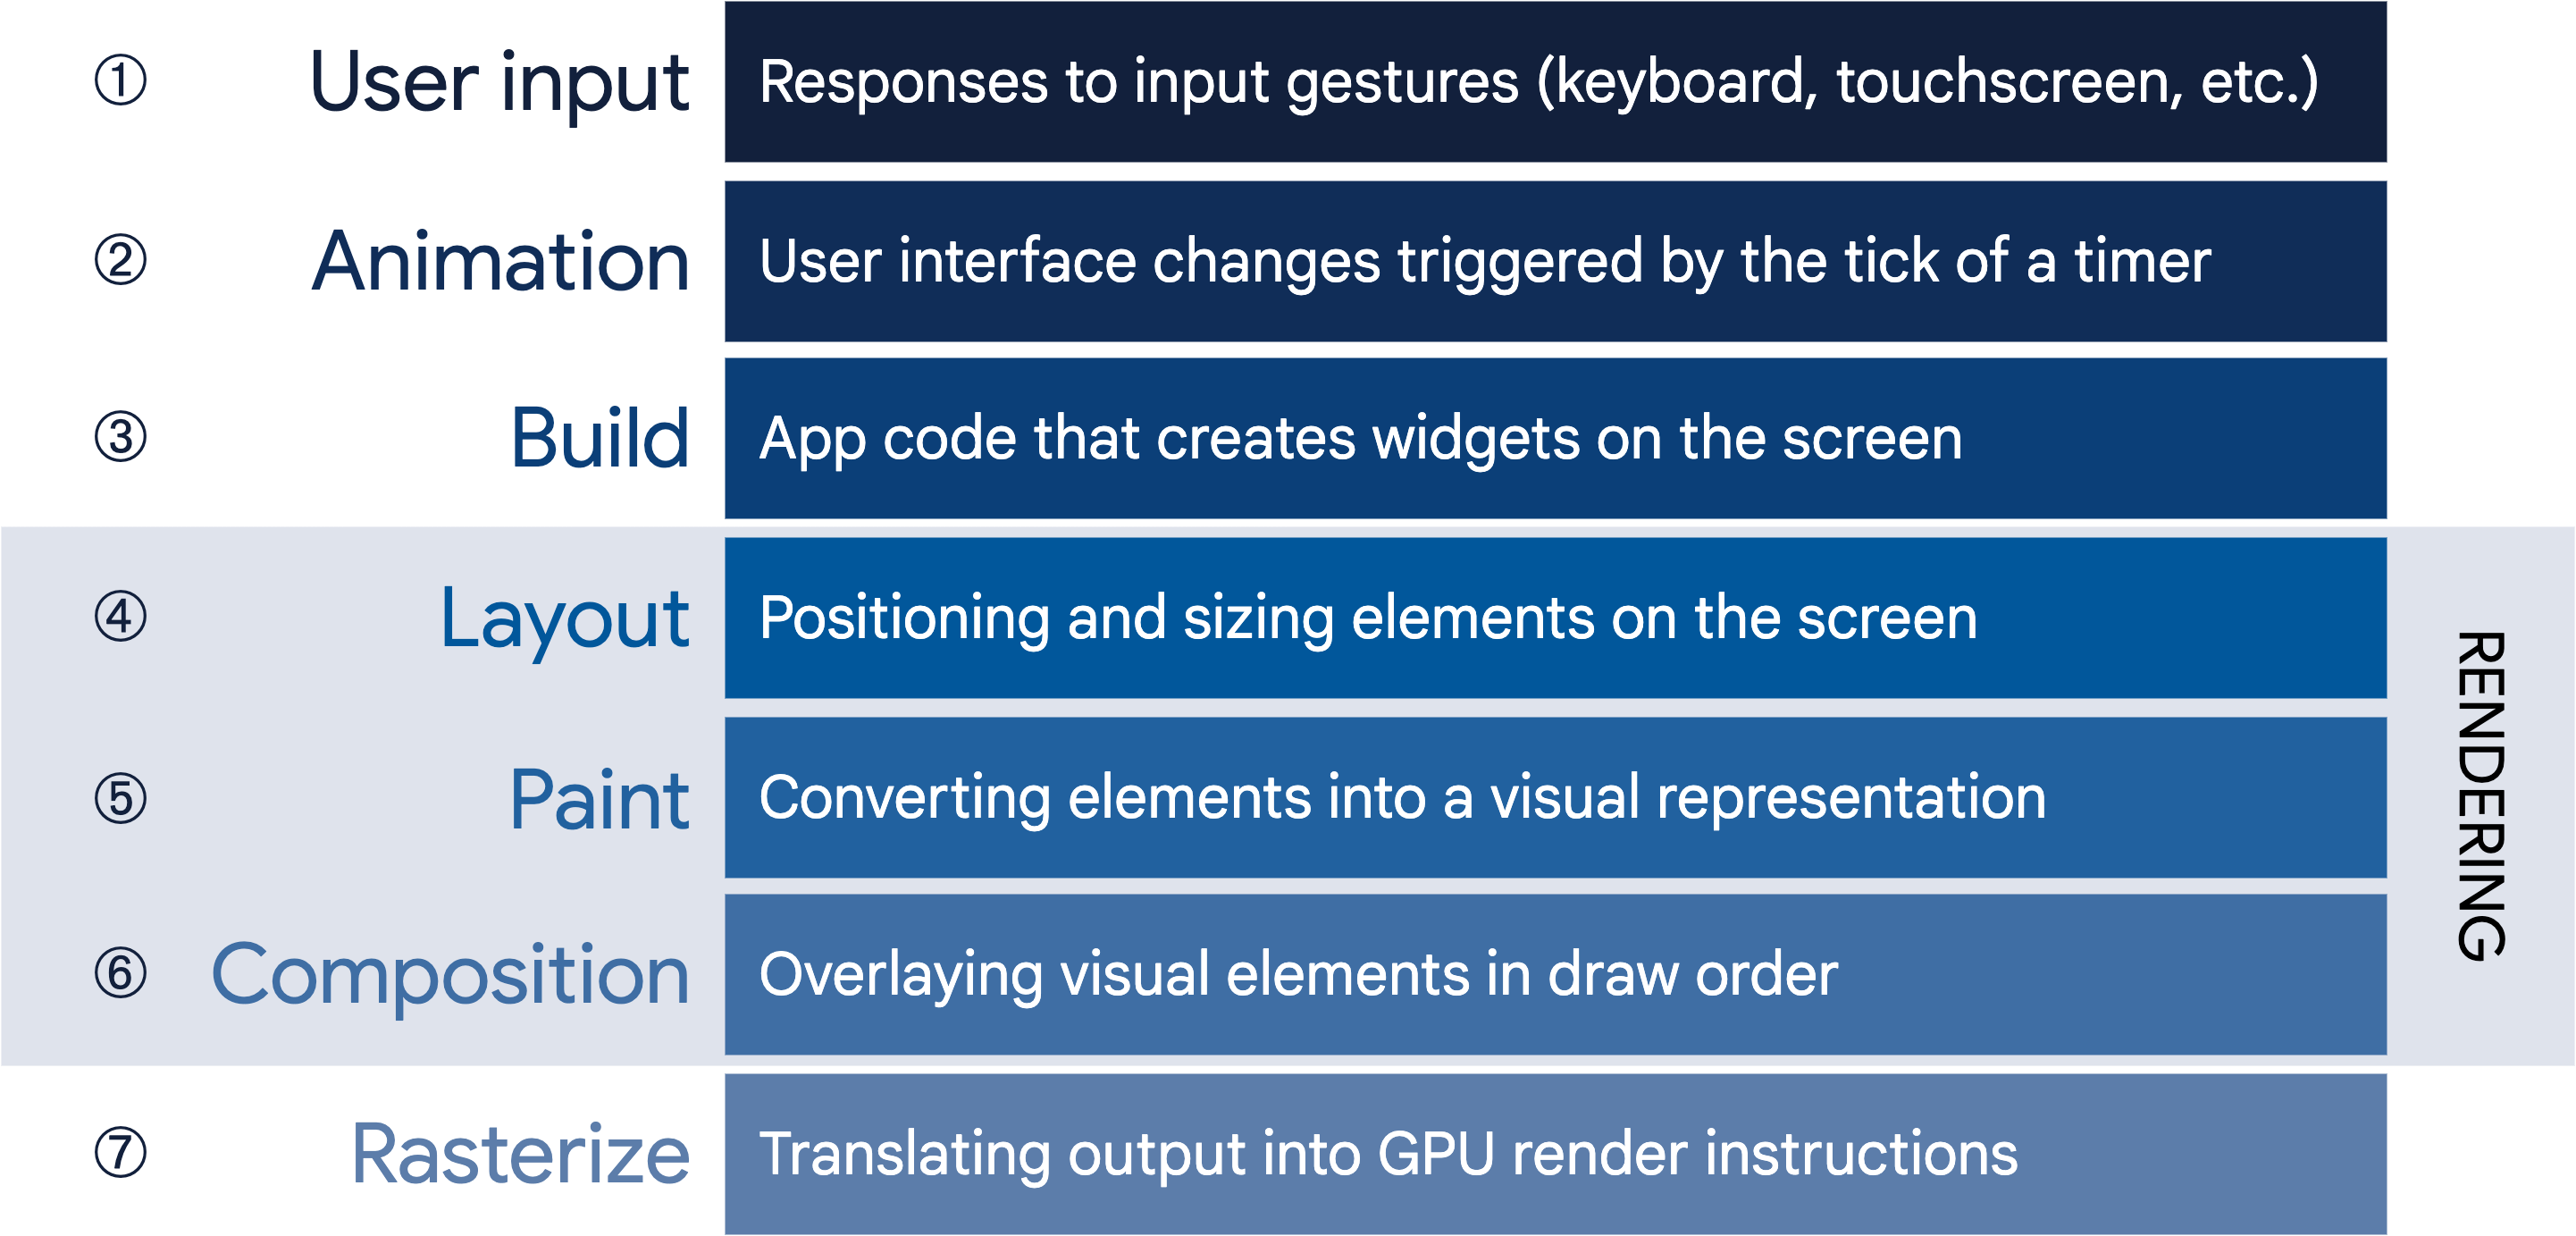 ① User input Responses to input gestures (keyboard, touchscreen, etc.)
② Animation User interface changes triggered by the tick of a timer
③ Build App code that creates widgets on the screen
④ Layout Positioning and sizing elements on the screen
⑤ Paint Converting elements into a visual representation
⑥ Composition Overlaying visual elements in draw order
⑦ Rasterize Translating output into GPU render instructions
RENDERING